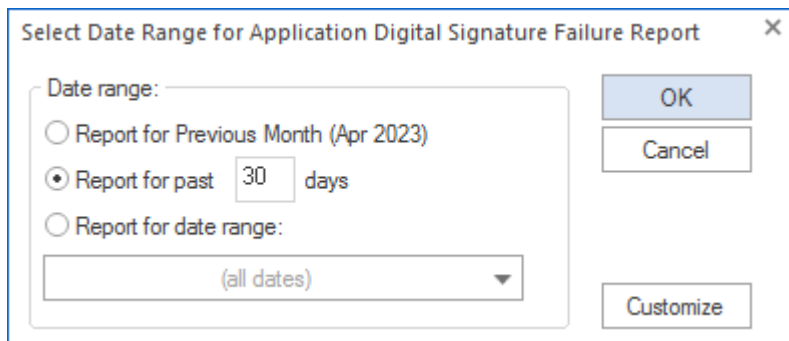 Select Date Range for Application Digital Signature Failure Report
Date range:
Report for Previous Month (Apr 2023)
Report for past 30 days
Report for date range:
(all dates)
OK
Cancel
Customize